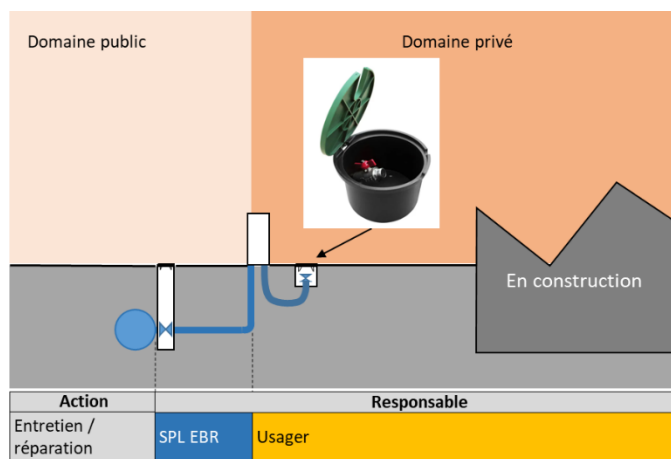 Domaine public
Domaine privé
En construction
Action
Responsable
Entretien /
réparation
SPL EBR
Usager